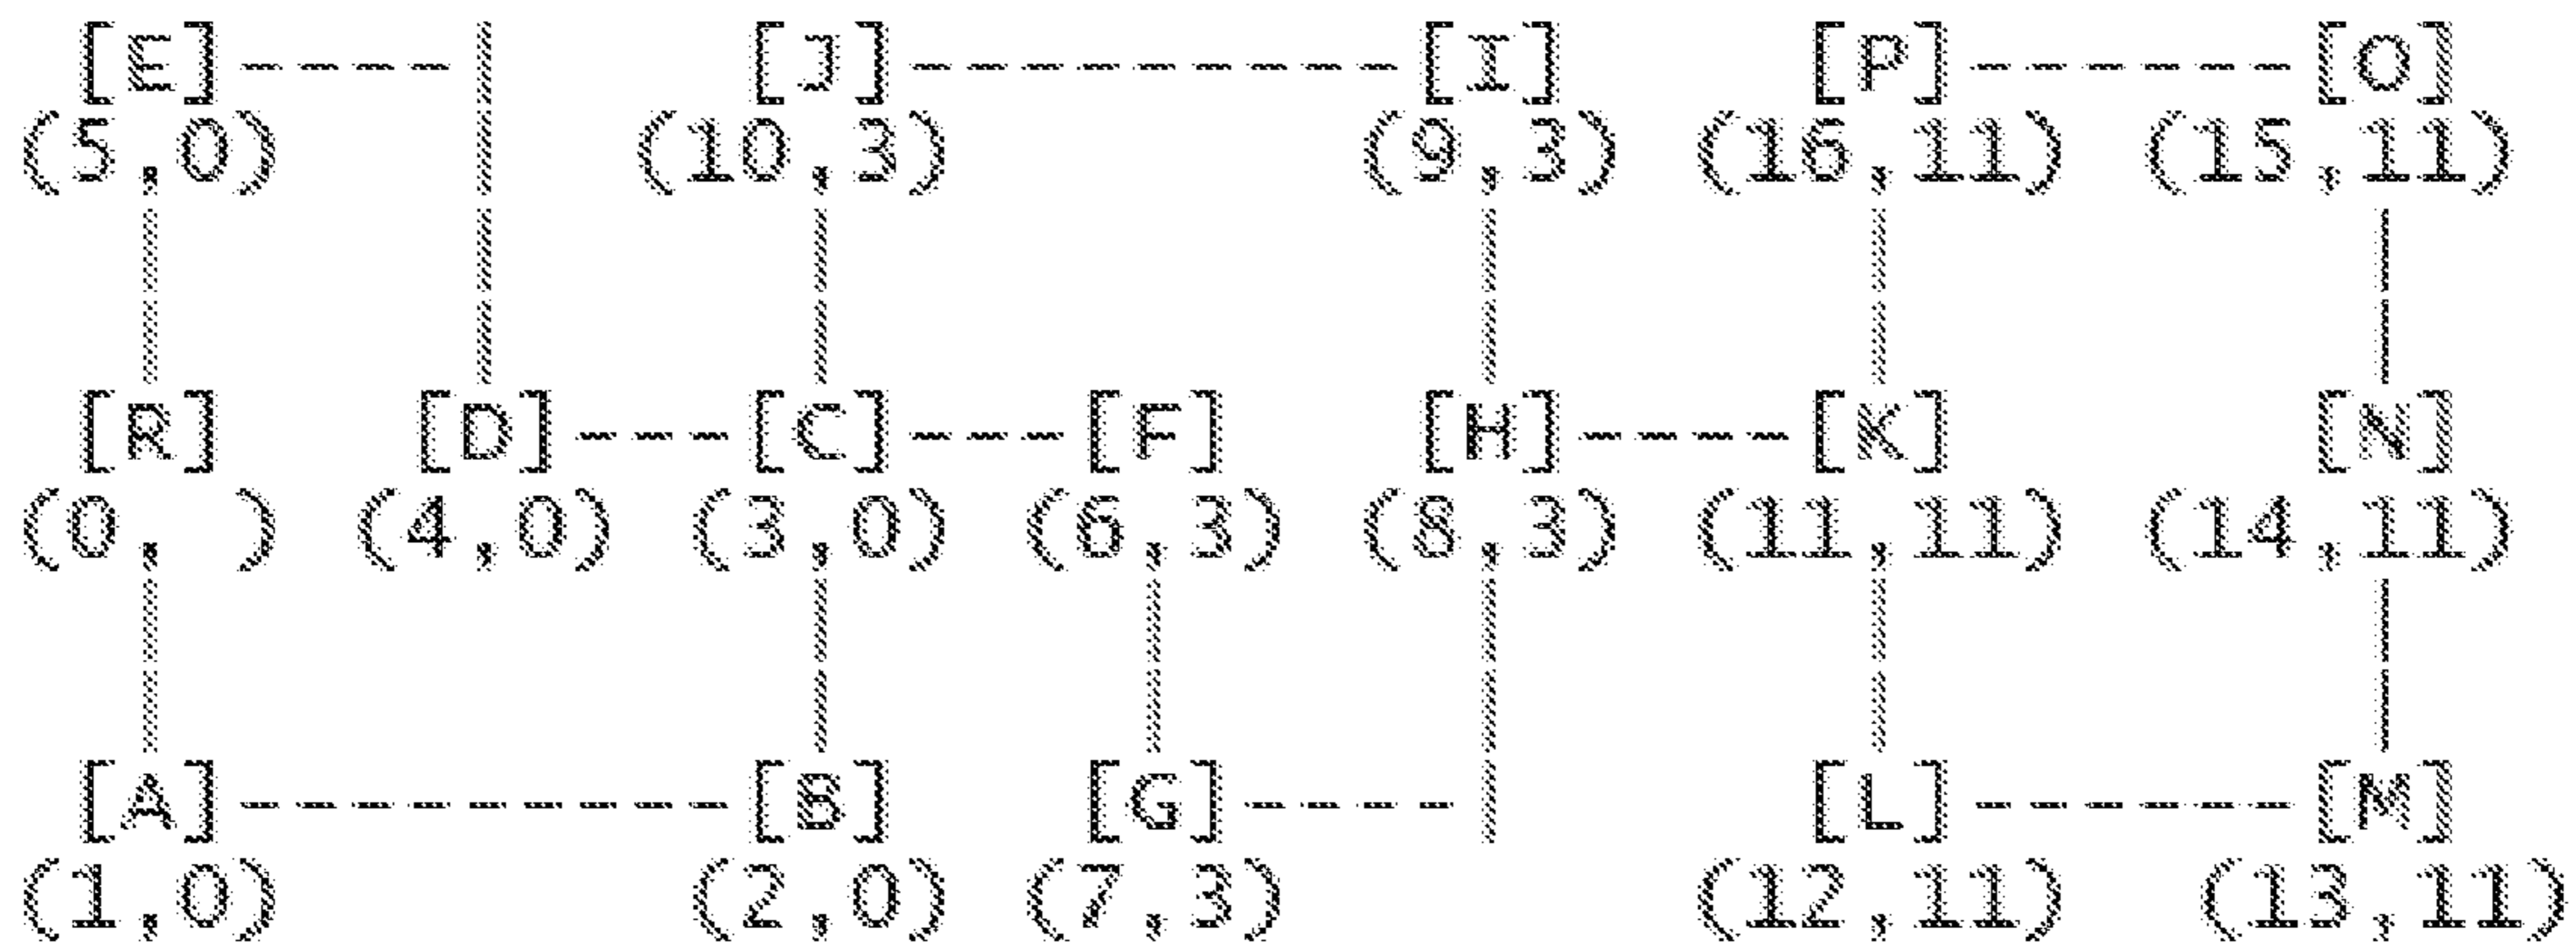 [E]---- | [J]---------[I] [P]------[O]
(5,0) | (10,3) (9,3) (16,11) (15,11)
| | | | | |
| | | | | |
[R] [D]---[C]---[F] [H]----[K] [N]
(0, ) (4,0) (3,0) (6,3) (8,3) (11,11) (14,11)
| | | | | |
| | | | | |
[A]---------[B] [G]---- | [L]------[M]
(1,0) (2,0) (7,3) (12,11) (13,11)